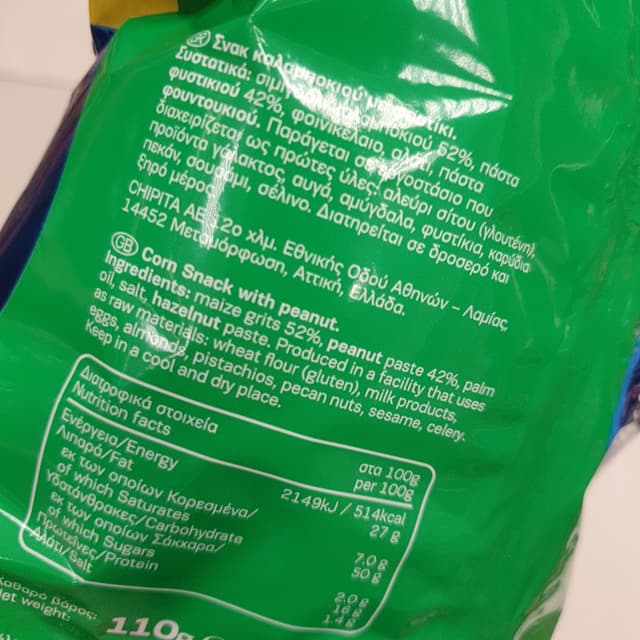 GR Σνακ καλαμποκιού με φιστίκι.
Συστατικά: σιμιγδάλι καλαμποκιού 52%, πάστα
φυστικιού 42%, φοινικέλαιο, αλάτι, πάστα
φουντουκιού. Παράγεται σε εργοστάσιο που
διαχειρίζεται ως πρώτες ύλες: αλεύρι σίτου (γλουτένη),
προϊόντα γάλακτος, αυγά, αμύγδαλα, φυστίκια, καρύδια
πεκάν, σουσάμι, σέλινο. Διατηρείται σε δροσερό και
ξηρό μέρος.
CHIPITA AE, 12ο χλμ. Εθνικής Οδού Αθηνών – Λαμίας,
14452 Μεταμόρφωση, Αττική, Ελλάδα.
GB Corn Snack with peanut.
Ingredients: maize grits 52%, peanut paste 42%, palm
oil, salt, hazelnut paste. Produced in a facility that uses
as raw materials: wheat flour (gluten), milk products,
eggs, almonds, pistachios, pecan nuts, sesame, celery.
Keep in a cool and dry place.
Διατροφικά στοιχεία στα 100g
Nutrition facts per 100g
Ενέργεια/Energy 2149kJ / 514kcal
Λιπαρά/Fat 27 g
εκ των οποίων Κορεσμένα/
of which Saturates 7.0 g
Υδατάνθρακες/Carbohydrate 50 g
εκ των οποίων Σάκχαρα/
of which Sugars 2.0 g
Πρωτεΐνες/Protein 16 g
Αλάτι/Salt 1.4 g
Καθαρό βάρος:
Net weight: 110g